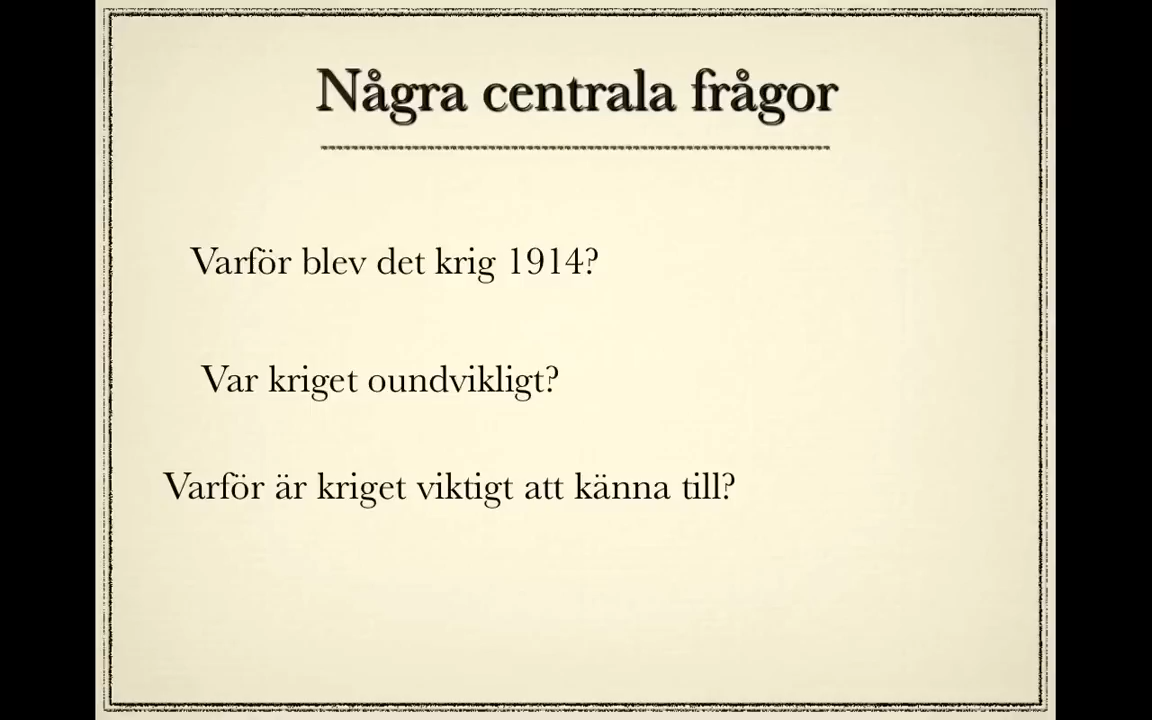 Några centrala frågor
Varför blev det krig 1914?
Var kriget oundvikligt?
Varför är kriget viktigt att känna till?